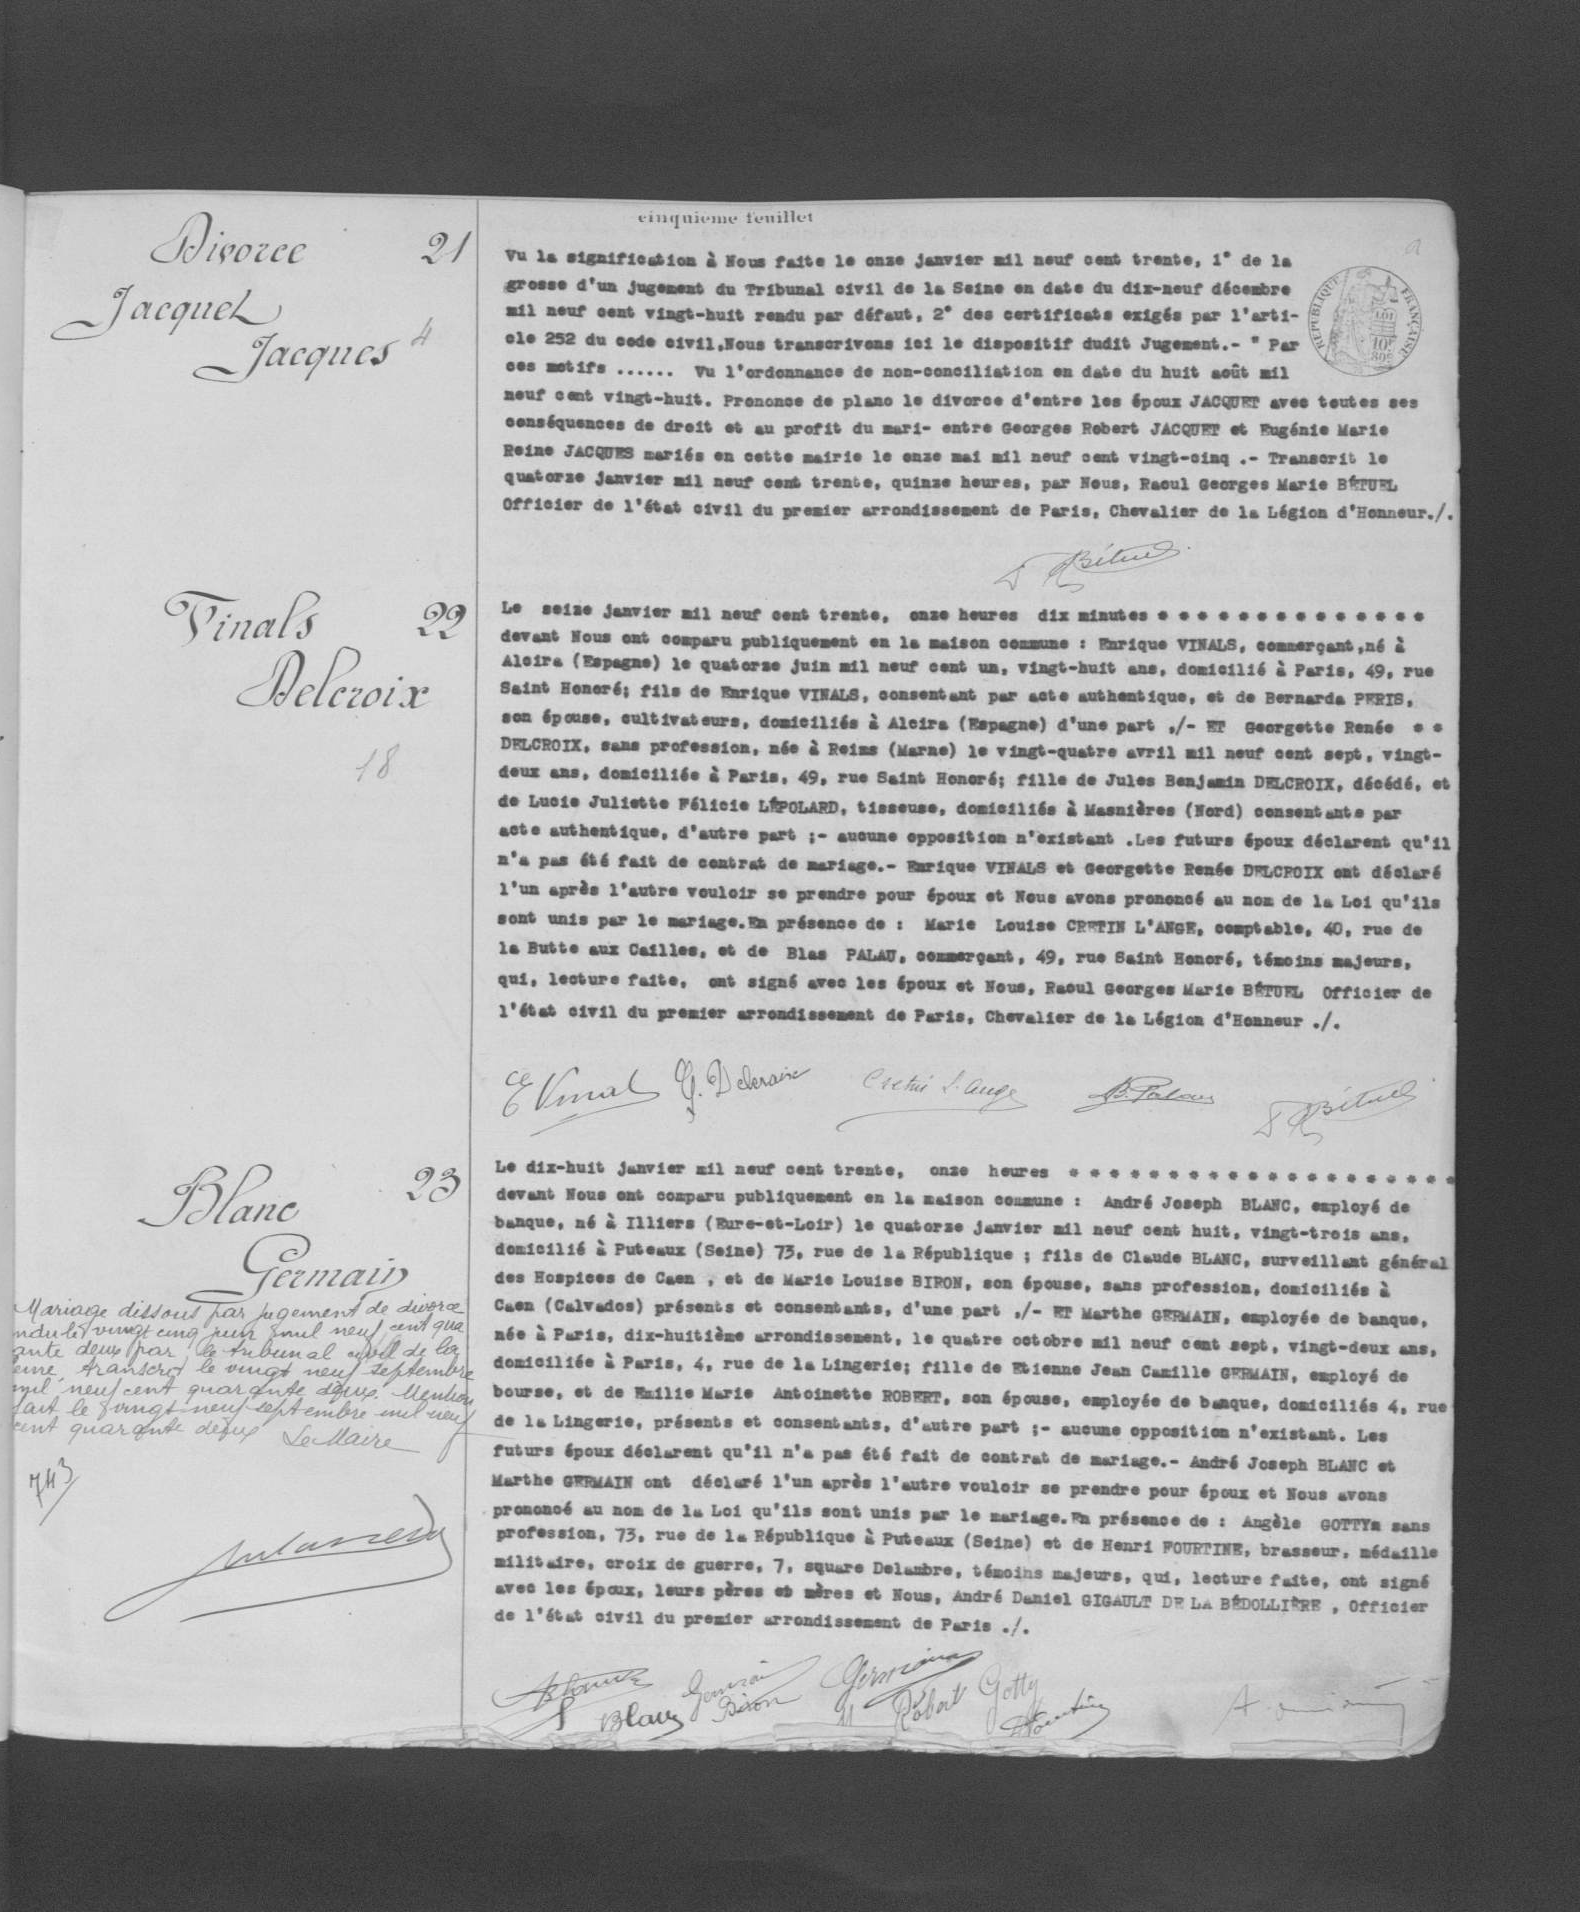 cinquième feuillet
Divorce 21
Jacquet
Jacques 4
Vu la signification à Nous faite le onze janvier mil neuf cent trente, 1° de la
grosse d'un jugement du Tribunal civil de la Seine en date du dix-neuf décembre
mil neuf cent vingt-huit rendu par défaut, 2° des certificats exigés par l'arti-
cle 252 du code civil,Nous transcrivons ici le dispositif dudit Jugement.- " Par
ces motifs ...... Vu l'ordonnance de non-conciliation en date du huit août mil
neuf cent vingt-huit. Prononce de plano le divorce d'entre les époux JACQUET avec toutes ses
conséquences de droit et au profit du mari- entre Georges Robert JACQUET et Eugénie Marie
Reine JACQUES mariés en cette mairie le onze mai mil neuf cent vingt-cinq .- Transcrit le
quatorze janvier mil neuf cent trente, quinze heures, par Nous, Raoul Georges Marie BÉTUEL
Officier de l'état civil du premier arrondissement de Paris, Chevalier de la Légion d'Honneur./.
RÉPUBLIQUE FRANÇAISE
LOI
Bétuel
Vinals 22
Delcroix
18
Le seize janvier mil neuf cent trente, onze heures dix minutes * * * * * * * * * * * * * *
devant Nous ont comparu publiquement en la maison commune : Enrique VINALS, commerçant,né à
Alcira (Espagne) le quatorze juin mil neuf cent un, vingt-huit ans, domicilié à Paris, 49, rue
Saint Honoré; fils de Enrique VINALS, consentant par acte authentique, et de Bernarda PERIS,
son épouse, cultivateurs, domiciliés à Alcira (Espagne) d'une part ,/- ET Georgette Renée * *
DELCROIX, sans profession, née à Reims (Marne) le vingt-quatre avril mil neuf cent sept, vingt-
deux ans, domiciliée à Paris, 49, rue Saint Honoré; fille de Jules Benjamin DELCROIX, décédé, et
de Lucie Juliette Félicie LÉPOLARD, tisseuse, domiciliés à Masnières (Nord) consentante par
acte authentique, d'autre part ;- aucune opposition n'existant .Les futurs époux déclarent qu'il
n'a pas été fait de contrat de mariage.- Enrique VINALS et Georgette Renée DELCROIX ont déclaré
l'un après l'autre vouloir se prendre pour époux et Nous avons prononcé au nom de la Loi qu'ils
sont unis par le mariage.En présence de : Marie Louise CRETIN L'ANGE, comptable, 40, rue de
la Butte aux Cailles, et de Blas PALAU, commerçant, 49, rue Saint Honoré, témoins majeurs,
qui, lecture faite, ont signé avec les époux et Nous, Raoul Georges Marie BÉTUEL Officier de
l'état civil du premier arrondissement de Paris, Chevalier de la Légion d'Honneur ./.
E Vinals G. Delcroix Cretin L'ange B. Palau Bétuel
Blanc 23
Germain
Mariage dissous par jugement de divorce
ndu le vingt cinq juin mil neuf cent qua
ante deux par le tribunal civil de la
eine, transcrit le vingt neuf septembre
mil neuf cent quarante deux. Mention
fait le vingt neuf septembre mil neuf
cent quarante deux Le Maire
743
Le dix-huit janvier mil neuf cent trente, onze heures * * * * * * * * * * * * * * * * * * * *
devant Nous ont comparu publiquement en la maison commune : André Joseph BLANC, employé de
banque, né à Illiers (Eure-et-Loir) le quatorze janvier mil neuf cent huit, vingt-trois ans,
domicilié à Puteaux (Seine) 73, rue de la République ; fils de Claude BLANC, surveillant général
des Hospices de Caen , et de Marie Louise BIRON, son épouse, sans profession, domiciliés à
Caen (Calvados) présents et consentants, d'une part ,/- ET Marthe GERMAIN, employée de banque,
née à Paris, dix-huitième arrondissement, le quatre octobre mil neuf cent sept, vingt-deux ans,
domiciliée à Paris, 4, rue de la Lingerie; fille de Etienne Jean Camille GERMAIN, employé de
bourse, et de Emilie Marie Antoinette ROBERT, son épouse, employée de banque, domiciliés 4, rue
de la Lingerie, présents et consentants, d'autre part ;- aucune opposition n'existant. Les
futurs époux déclarent qu'il n'a pas été fait de contrat de mariage.- André Joseph BLANC et
Marthe GERMAIN ont déclaré l'un après l'autre vouloir se prendre pour époux et Nous avons
prononcé au nom de la Loi qu'ils sont unis par le mariage.En présence de : Angèle GOTTYm sans
profession, 73, rue de la République à Puteaux (Seine) et de Henri FOURTINE, brasseur, médaille
militaire, croix de guerre, 7, square Delambre, témoins majeurs, qui, lecture faite, ont signé
avec les époux, leurs pères et mères et Nous, André Daniel GIGAULT DE LA BÉDOLLIÈRE , Officier
de l'état civil du premier arrondissement de Paris ./.
Germain Germain Gotty
Blanc Biron Robert Fourtine